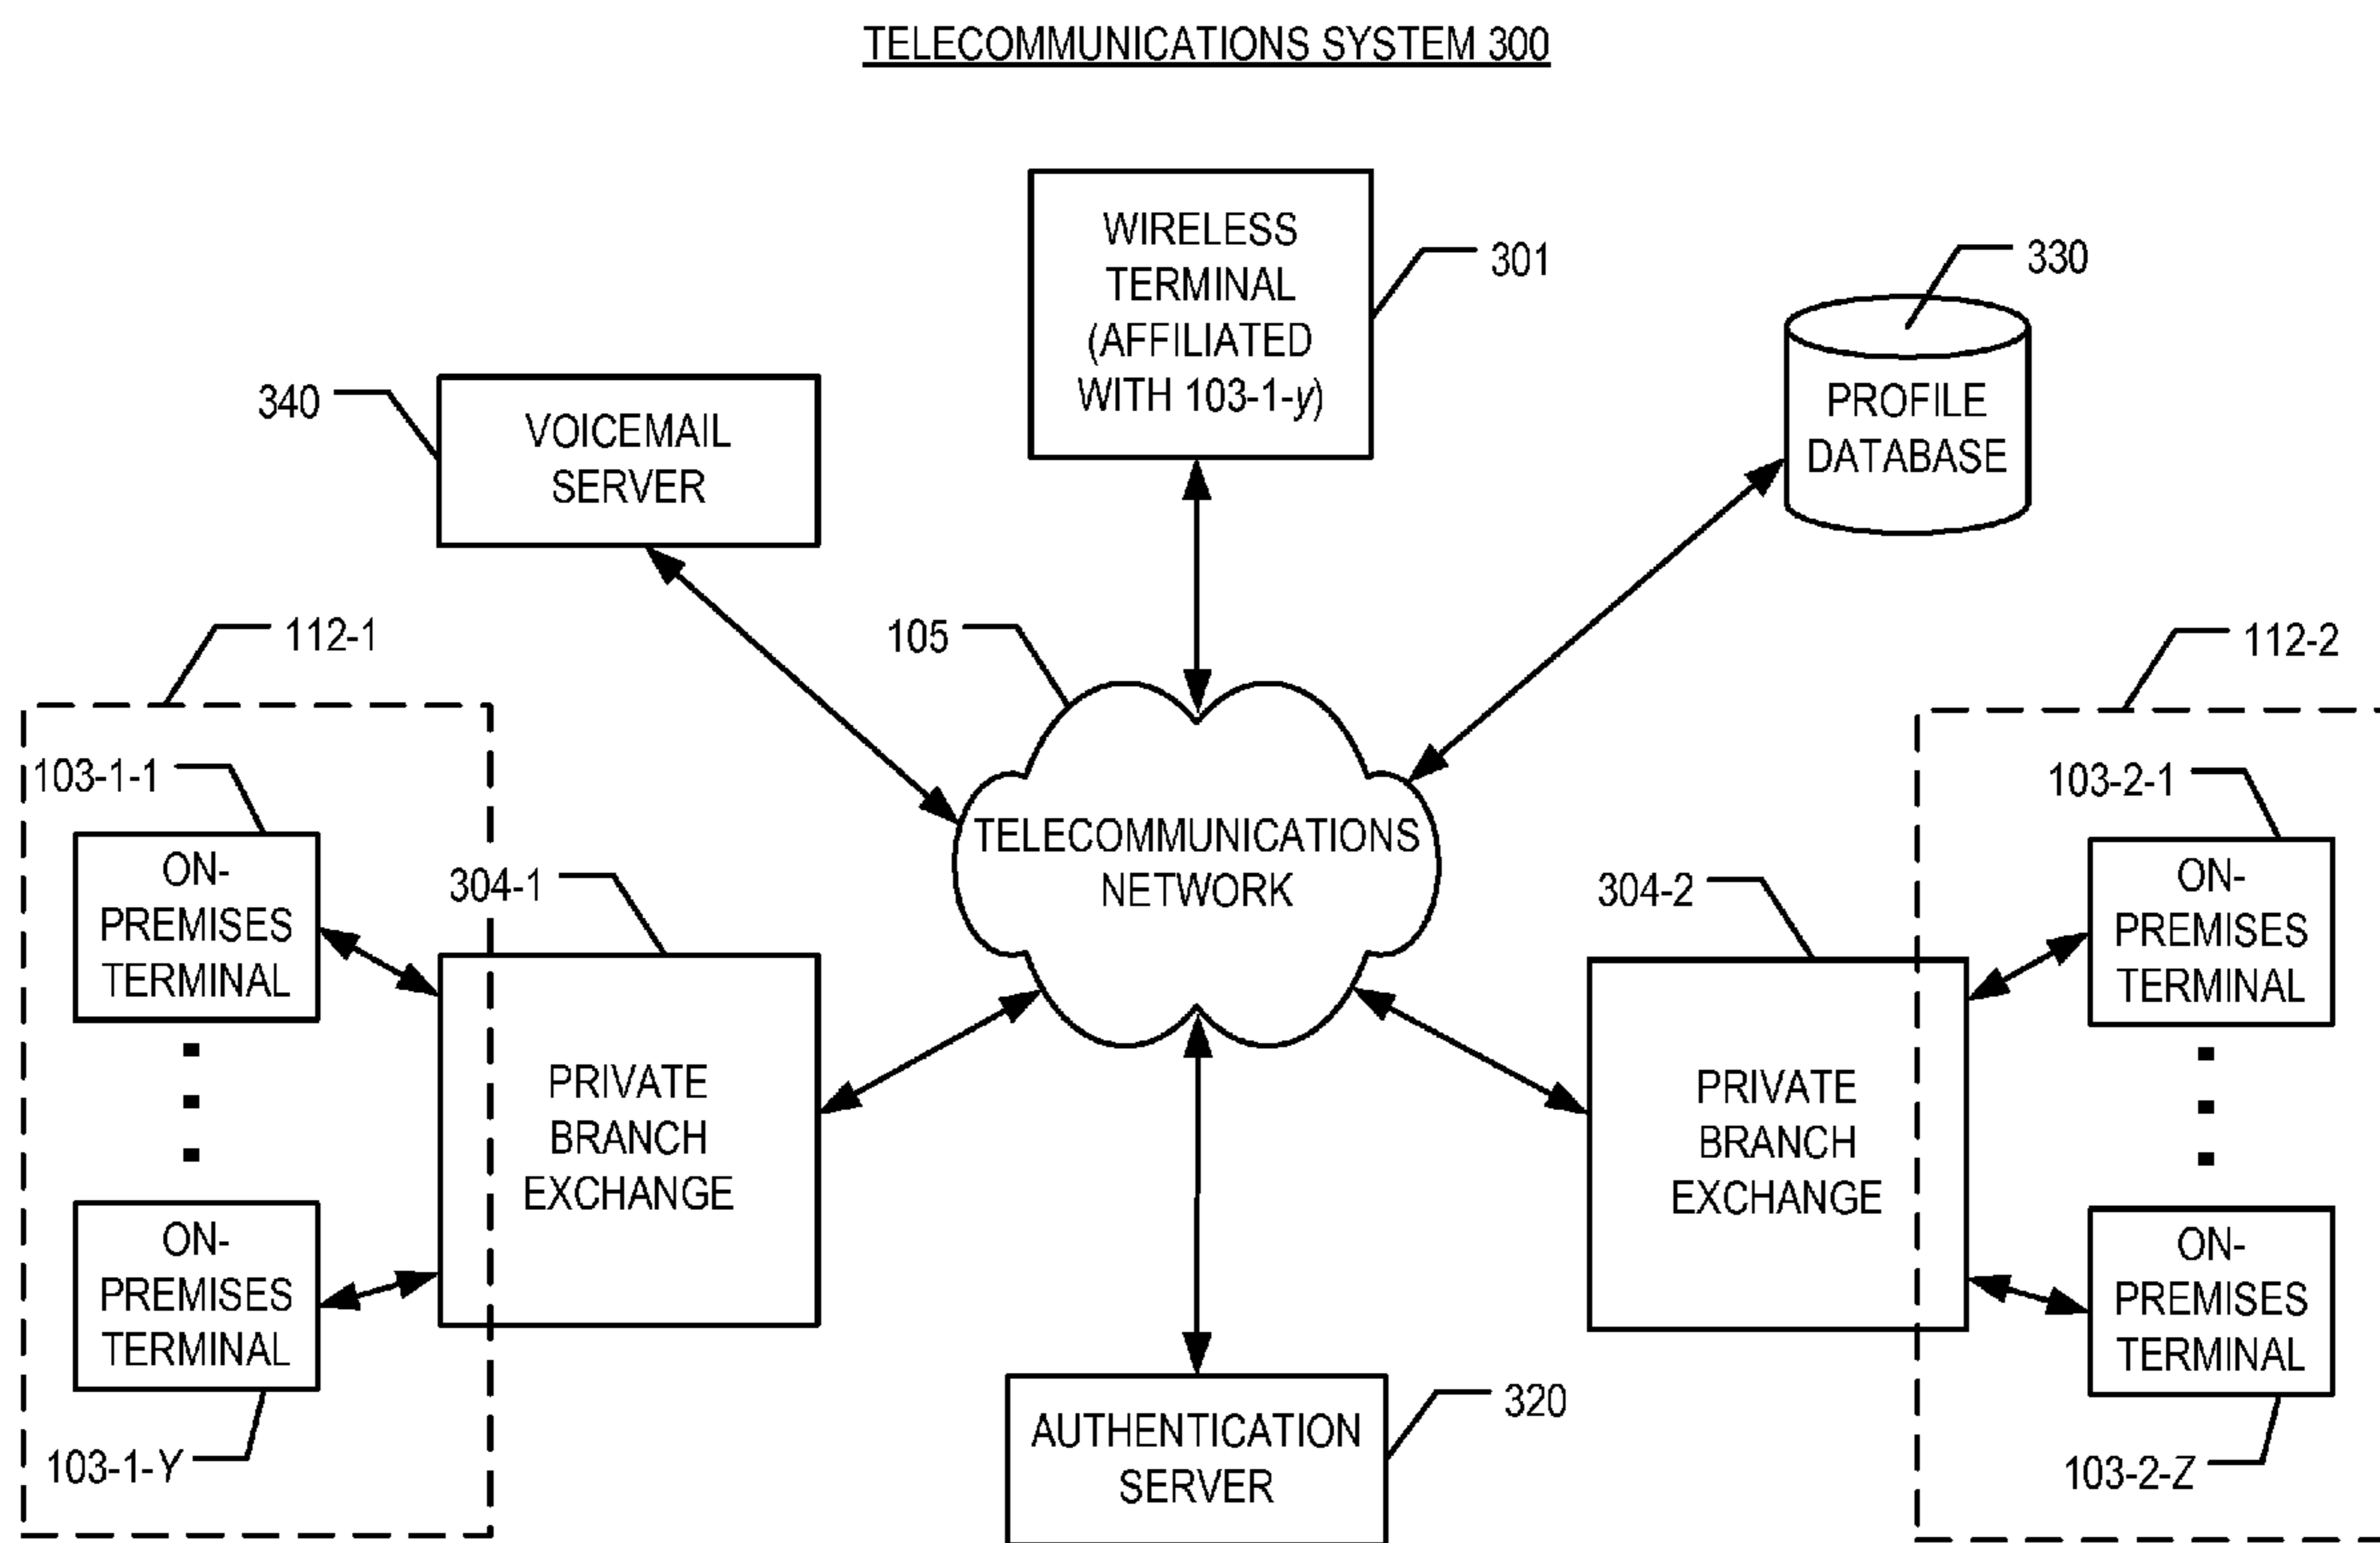 TELECOMMUNICATIONS SYSTEM 300
WIRELESS
TERMINAL
(AFFILIATED
WITH 103-1-y)
301
330
PROFILE
DATABASE
340
VOICEMAIL
SERVER
112-1
105
112-2
103-1-1
ON-
PREMISES
TERMINAL
304-1
TELECOMMUNICATIONS
NETWORK
304-2
103-2-1
ON-
PREMISES
TERMINAL
PRIVATE
BRANCH
EXCHANGE
PRIVATE
BRANCH
EXCHANGE
ON-
PREMISES
TERMINAL
103-1-Y
AUTHENTICATION
SERVER
320
ON-
PREMISES
TERMINAL
103-2-Z